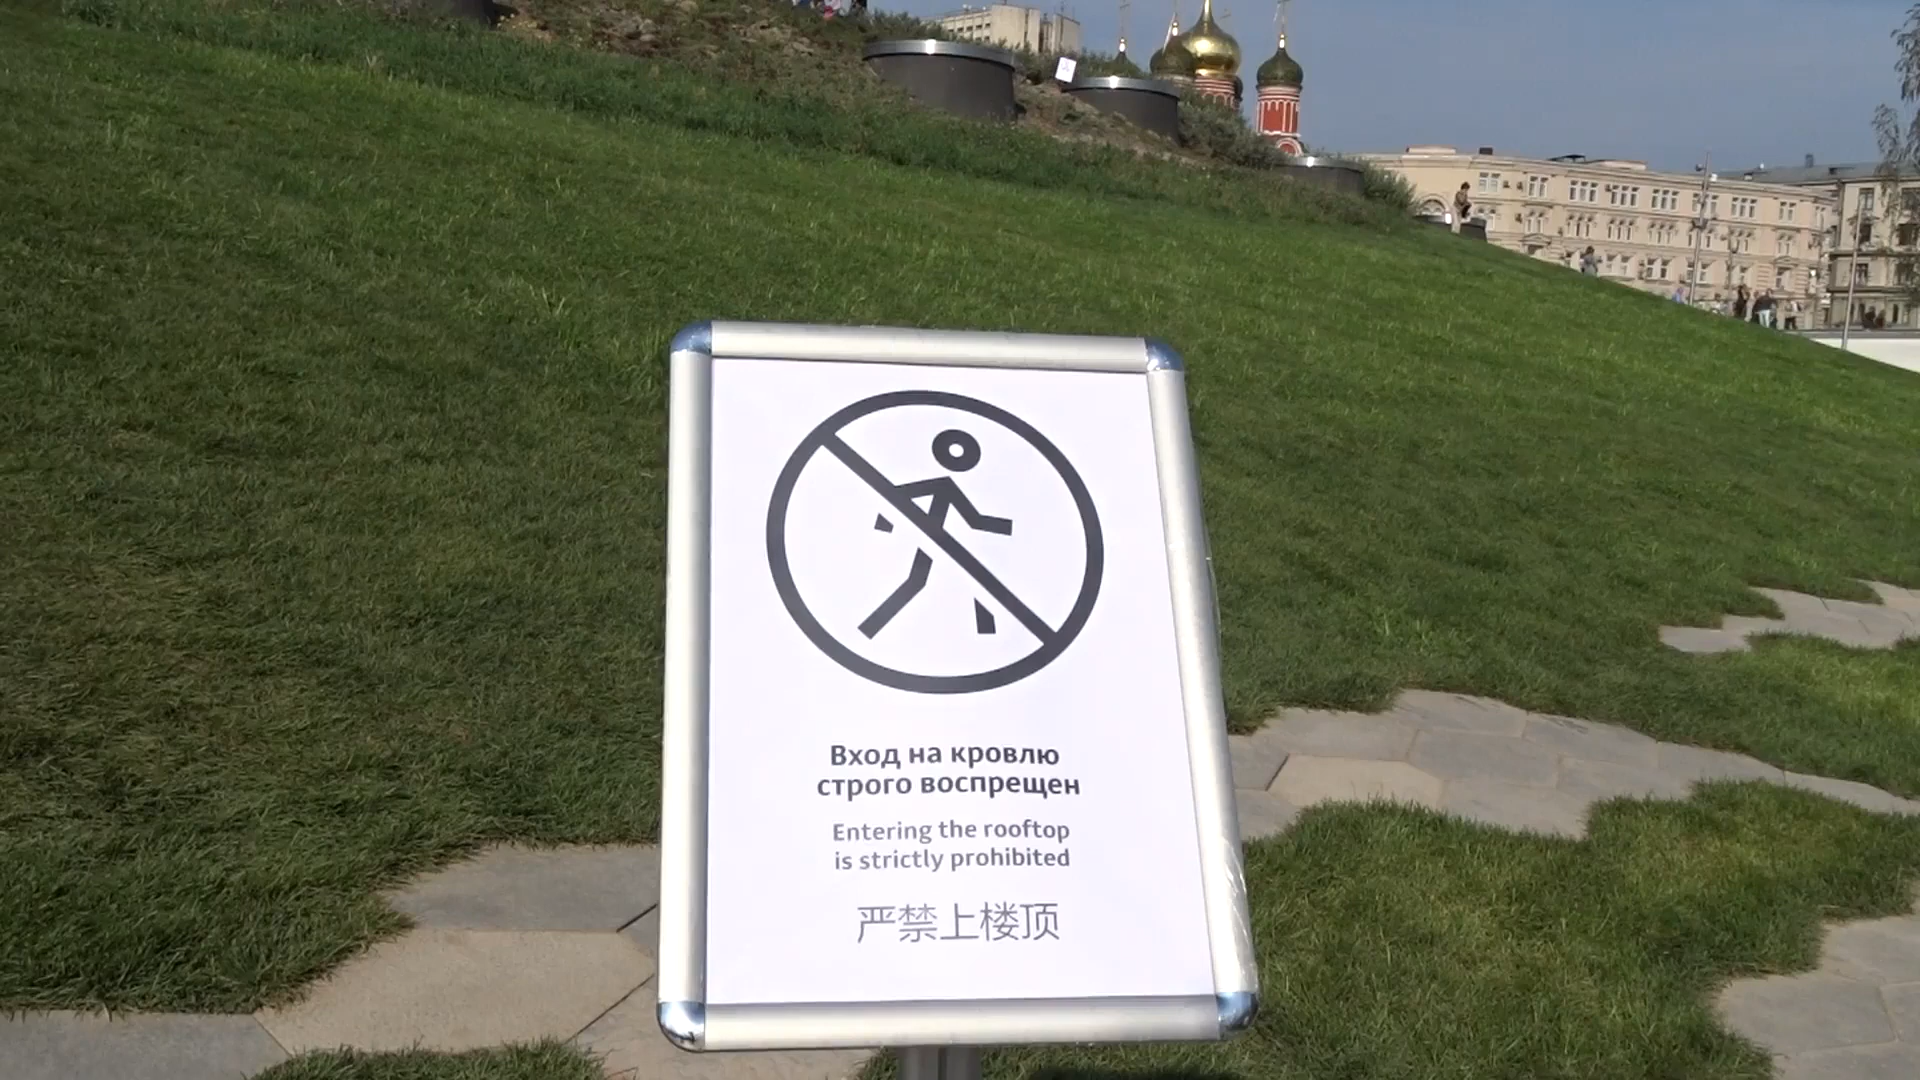 Вход на кровлю
строго воспрещен
Entering the rooftop
is strictly prohibited
严禁上楼顶